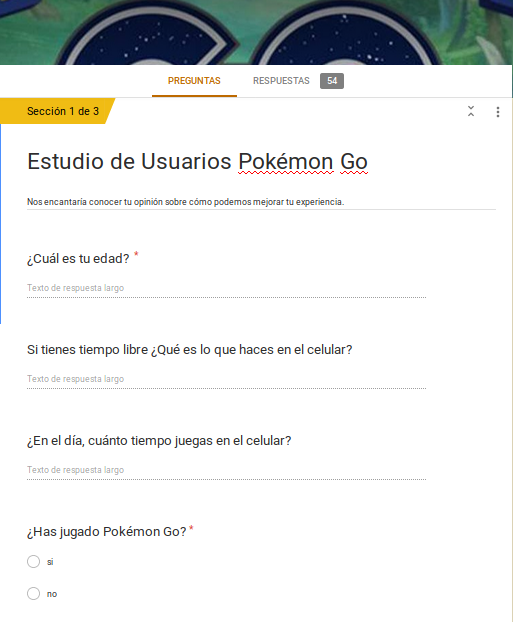 GO
PREGUNTAS RESPUESTAS 54
Sección 1 de 3
Estudio de Usuarios Pokémon Go
Nos encantaría conocer tu opinión sobre cómo podemos mejorar tu experiencia.
¿Cuál es tu edad? *
Texto de respuesta largo
Si tienes tiempo libre ¿Qué es lo que haces en el celular?
Texto de respuesta largo
¿En el día, cuánto tiempo juegas en el celular?
Texto de respuesta largo
¿Has jugado Pokémon Go? *
si
no